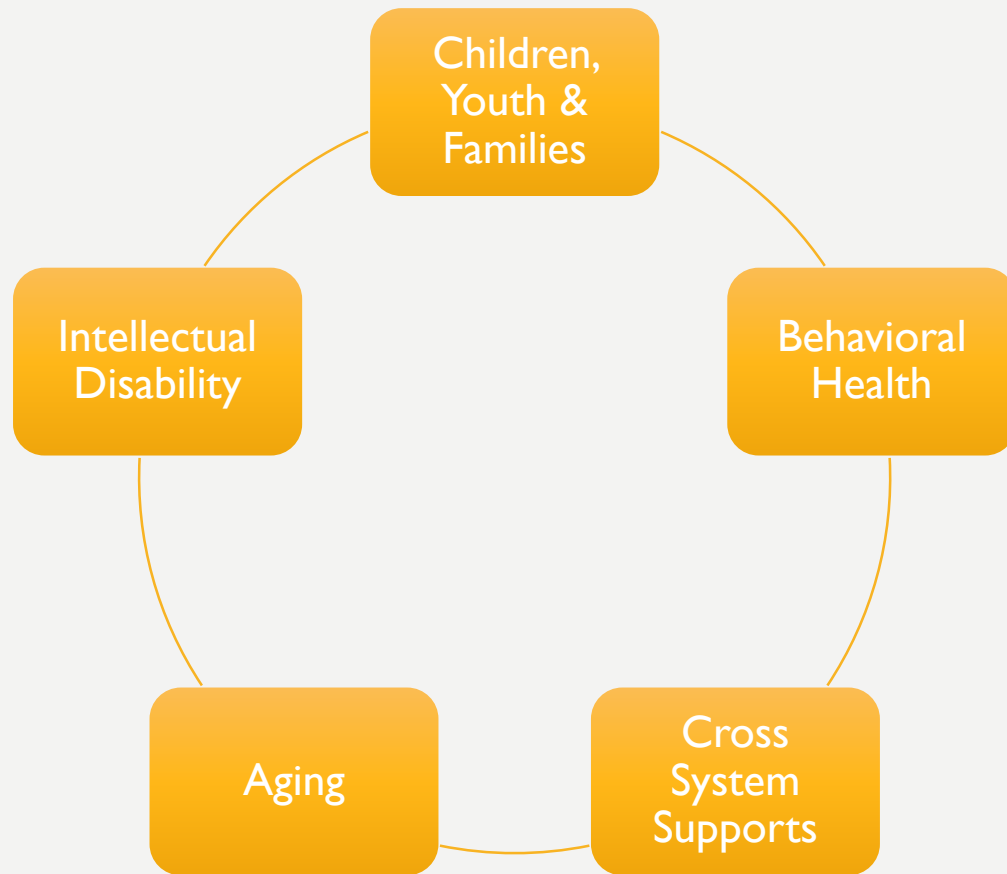 Children,
Youth &
Families
Intellectual
Disability
Behavioral
Health
Aging
Cross
System
Supports